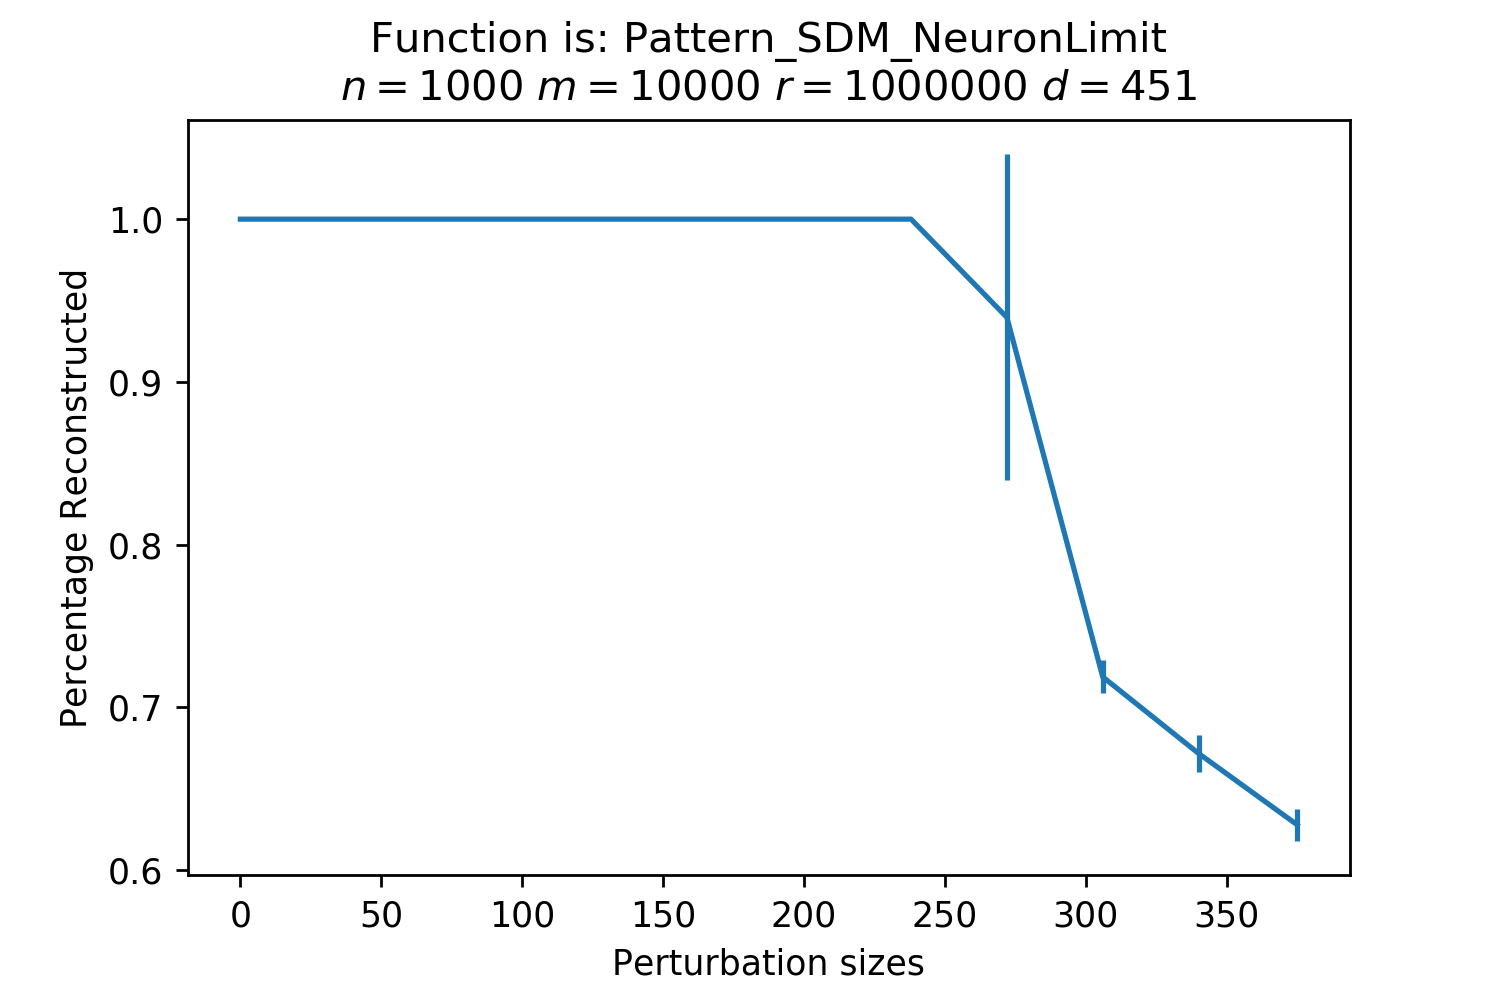 Function is: Pattern_SDM_NeuronLimit
n = 1000 m = 10000 r = 1000000 d = 451
Percentage Reconstructed
1.0
0.9
0.8
0.7
0.6
0 50 100 150 200 250 300 350
Perturbation sizes